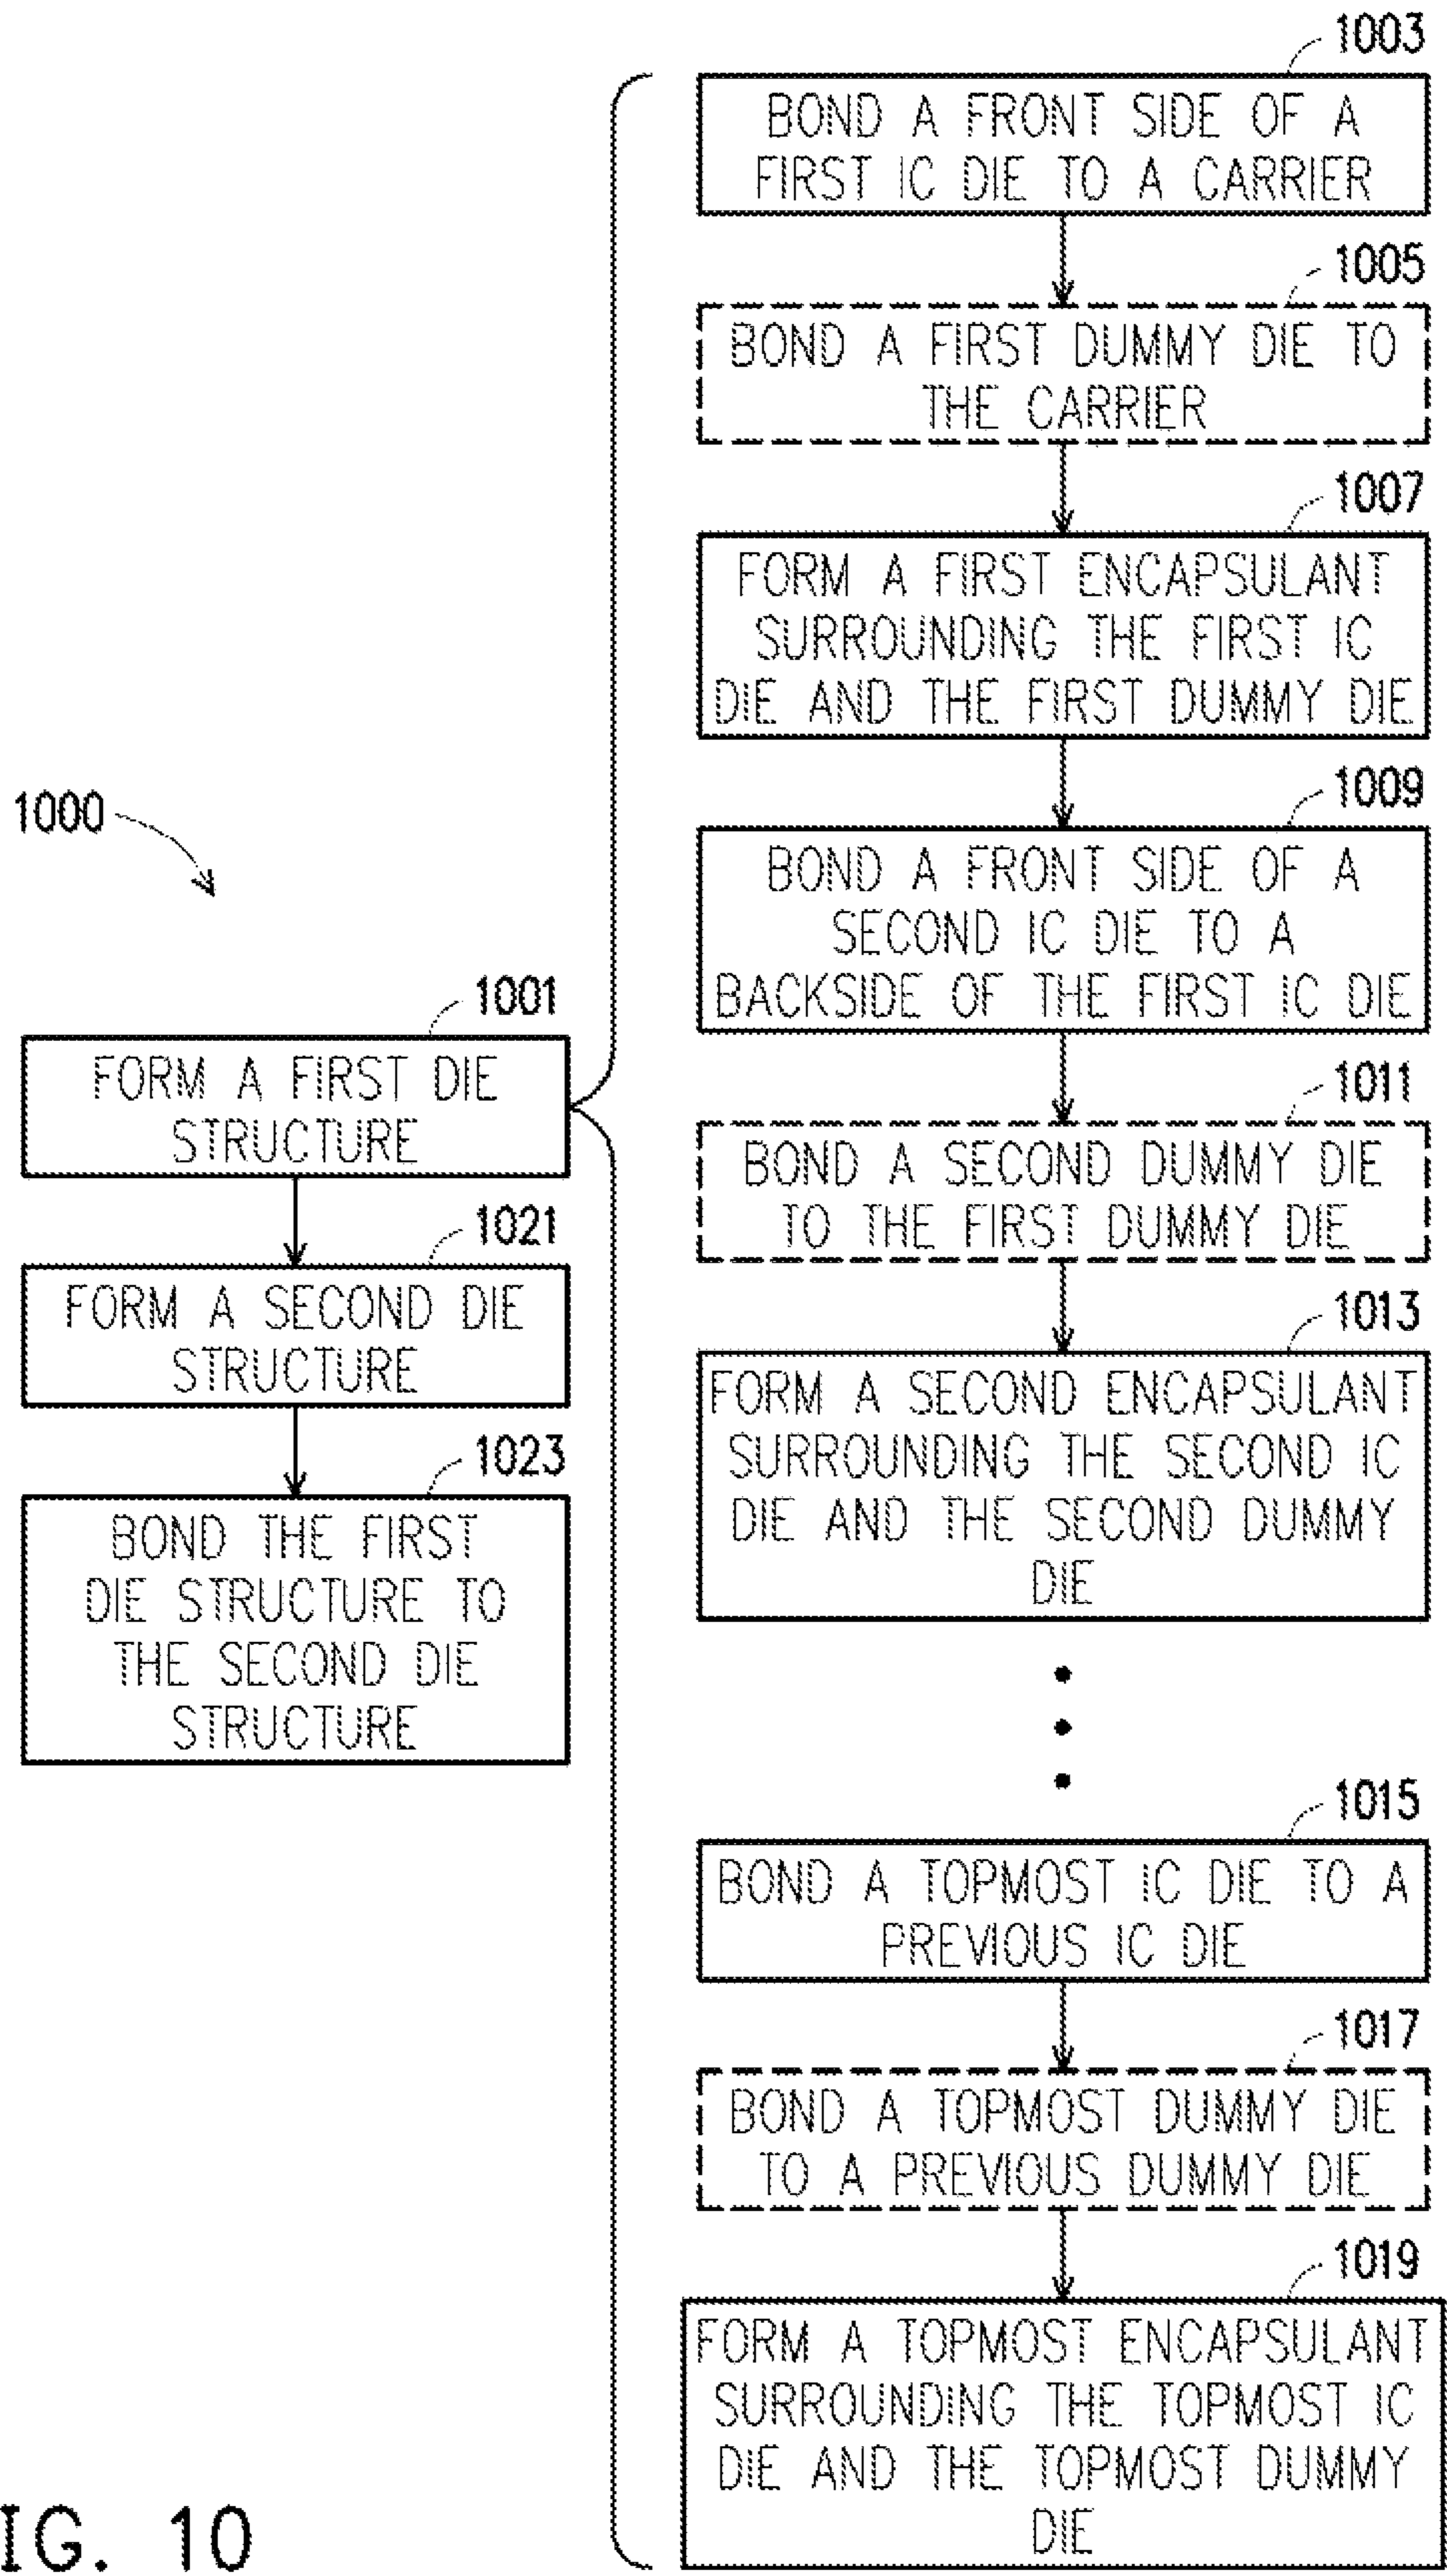 1000
1001
FORM A FIRST DIE
STRUCTURE
1021
FORM A SECOND DIE
STRUCTURE
1023
BOND THE FIRST
DIE STRUCTURE TO
THE SECOND DIE
STRUCTURE
1003
BOND A FRONT SIDE OF A
FIRST IC DIE TO A CARRIER
1005
BOND A FIRST DUMMY DIE TO
THE CARRIER
1007
FORM A FIRST ENCAPSULANT
SURROUNDING THE FIRST IC
DIE AND THE FIRST DUMMY DIE
1009
BOND A FRONT SIDE OF A
SECOND IC DIE TO A
BACKSIDE OF THE FIRST IC DIE
1011
BOND A SECOND DUMMY DIE
TO THE FIRST DUMMY DIE
1013
FORM A SECOND ENCAPSULANT
SURROUNDING THE SECOND IC
DIE AND THE SECOND DUMMY
DIE
1015
BOND A TOPMOST IC DIE TO A
PREVIOUS IC DIE
1017
BOND A TOPMOST DUMMY DIE
TO A PREVIOUS DUMMY DIE
1019
FORM A TOPMOST ENCAPSULANT
SURROUNDING THE TOPMOST IC
DIE AND THE TOPMOST DUMMY
DIE
IG. 10